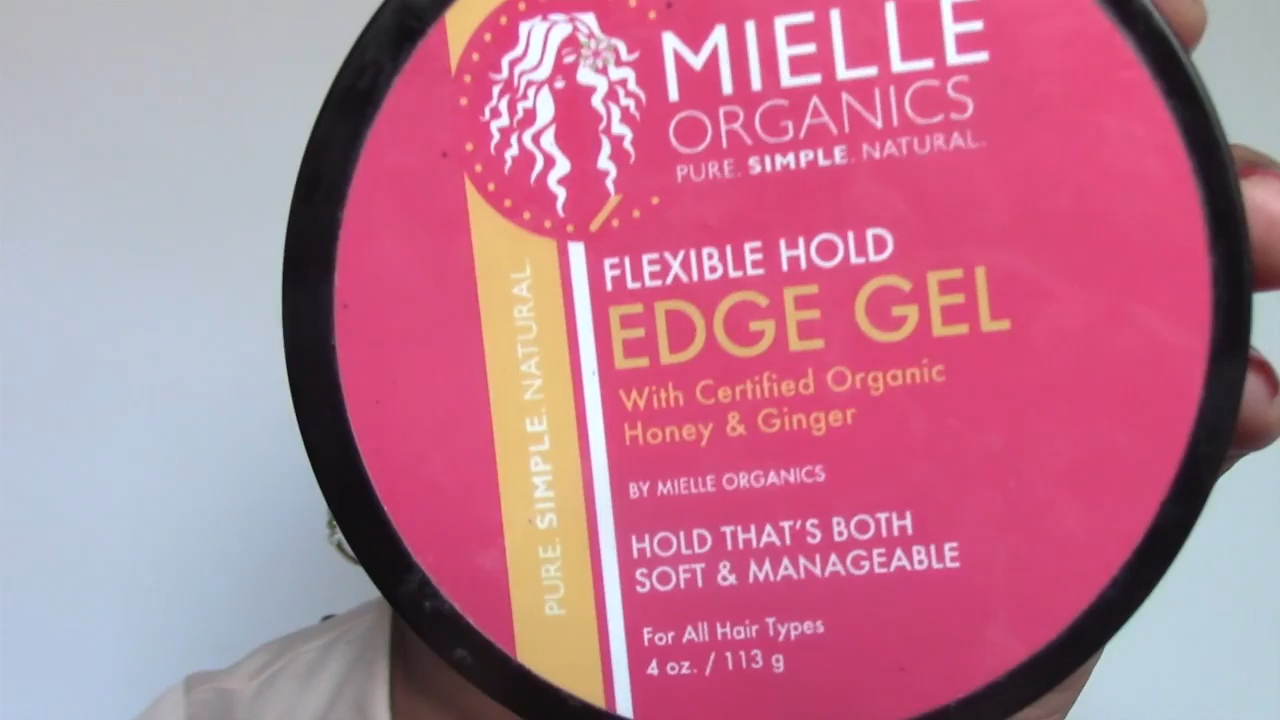 MIELLE
ORGANICS
PURE. SIMPLE. NATURAL.
FLEXIBLE HOLD
EDGE GEL
With Certified Organic
Honey & Ginger
BY MIELLE ORGANICS
HOLD THAT'S BOTH
SOFT & MANAGEABLE
For All Hair Types
4 oz. / 113 g
PURE. SIMPLE. NATURAL.